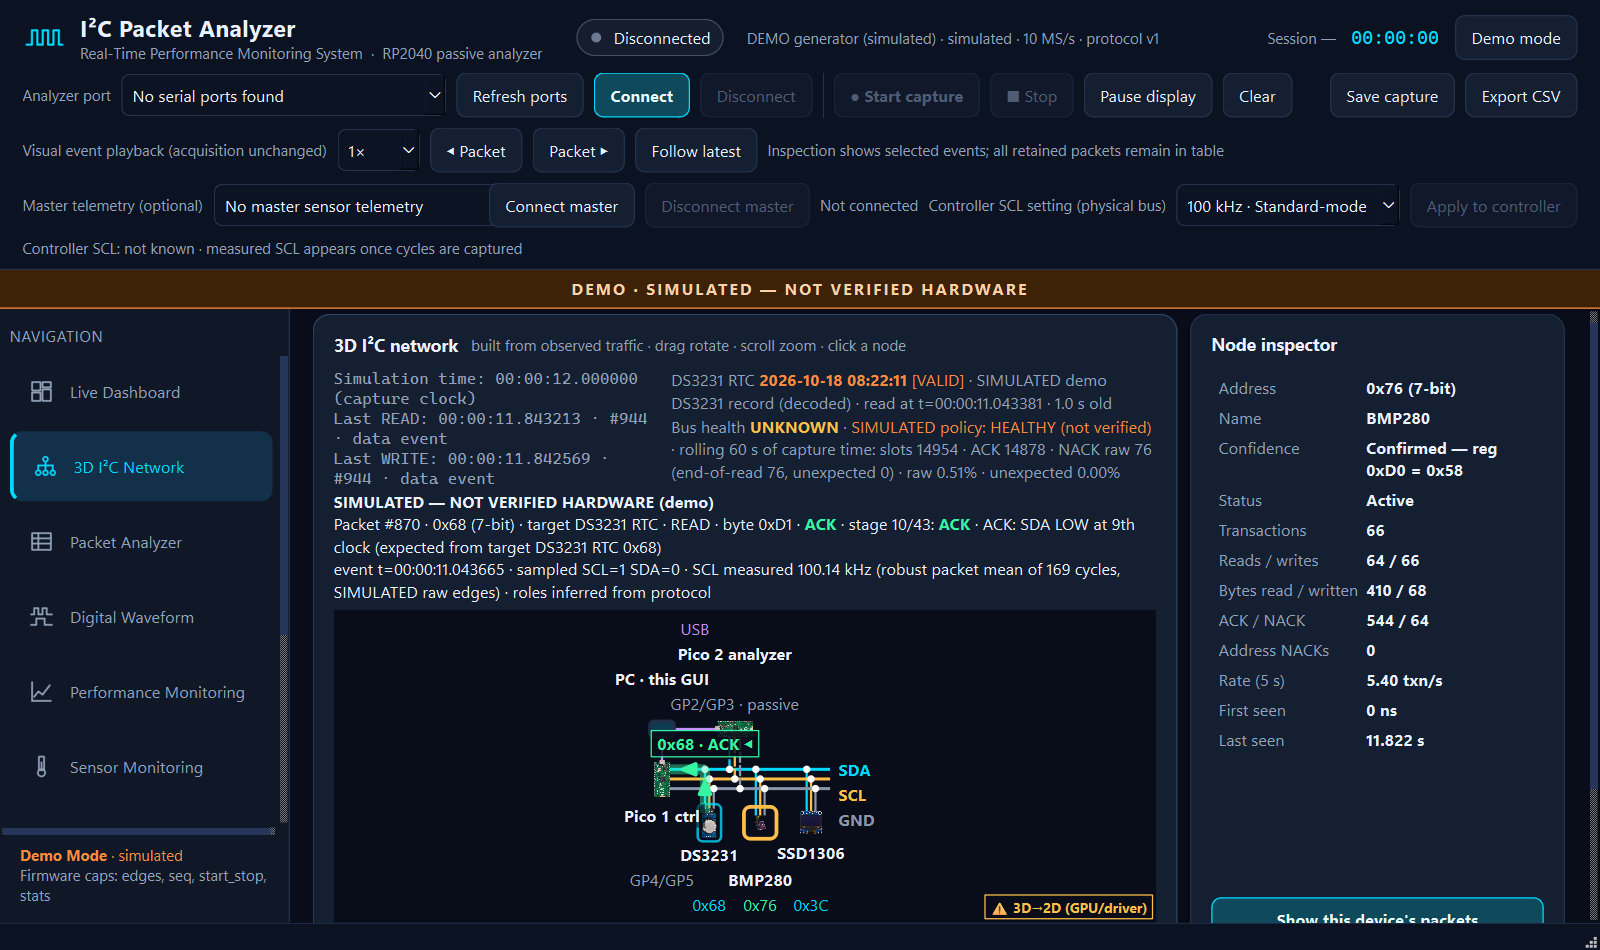 I²C Packet Analyzer
Real-Time Performance Monitoring System · RP2040 passive analyzer
Disconnected
DEMO generator (simulated) · simulated · 10 MS/s · protocol v1
Session —
00:00:00
Demo mode
Analyzer port
No serial ports found
Refresh ports
Connect
Disconnect
● Start capture
■ Stop
Pause display
Clear
Save capture
Export CSV
Visual event playback (acquisition unchanged)
1×
◂ Packet
Packet ▸
Follow latest
Inspection shows selected events; all retained packets remain in table
Master telemetry (optional)
No master sensor telemetry
Connect master
Disconnect master
Not connected
Controller SCL setting (physical bus)
100 kHz · Standard-mode
Apply to controller
Controller SCL: not known · measured SCL appears once cycles are captured
DEMO · SIMULATED — NOT VERIFIED HARDWARE
NAVIGATION
Live Dashboard
3D I²C Network
Packet Analyzer
Digital Waveform
Performance Monitoring
Sensor Monitoring
Demo Mode · simulated
Firmware caps: edges, seq, start_stop,
stats
3D I²C network
built from observed traffic · drag rotate · scroll zoom · click a node
Simulation time: 00:00:12.000000
(capture clock)
Last READ: 00:00:11.843213 · #944
· data event
Last WRITE: 00:00:11.842569 ·
#944 · data event
DS3231 RTC 2026-10-18 08:22:11 [VALID] · SIMULATED demo
DS3231 record (decoded) · read at t=00:00:11.043381 · 1.0 s old
Bus health UNKNOWN · SIMULATED policy: HEALTHY (not verified)
· rolling 60 s of capture time: slots 14954 · ACK 14878 · NACK raw 76
(end-of-read 76, unexpected 0) · raw 0.51% · unexpected 0.00%
SIMULATED — NOT VERIFIED HARDWARE (demo)
Packet #870 · 0x68 (7-bit) · target DS3231 RTC · READ · byte 0xD1 · ACK · stage 10/43: ACK · ACK: SDA LOW at 9th
clock (expected from target DS3231 RTC 0x68)
event t=00:00:11.043665 · sampled SCL=1 SDA=0 · SCL measured 100.14 kHz (robust packet mean of 169 cycles,
SIMULATED raw edges) · roles inferred from protocol
USB
Pico 2 analyzer
PC · this GUI
GP2/GP3 · passive
0x68 · ACK ◂
SDA
SCL
GND
Pico 1 ctrl
DS3231
SSD1306
GP4/GP5
BMP280
0x68
0x76
0x3C
3D→2D (GPU/driver)
Node inspector
Address 0x76 (7-bit)
Name BMP280
Confidence Confirmed — reg
0xD0 = 0x58
Status Active
Transactions 66
Reads / writes 64 / 66
Bytes read / written 410 / 68
ACK / NACK 544 / 64
Address NACKs 0
Rate (5 s) 5.40 txn/s
First seen 0 ns
Last seen 11.822 s
Show this device's packets